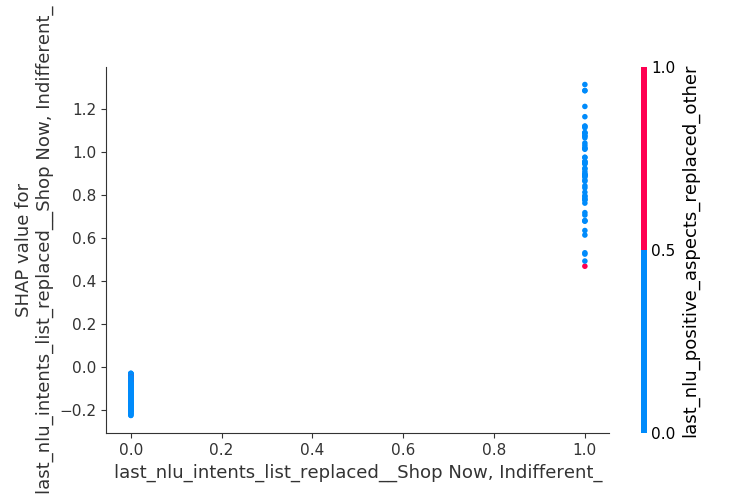 SHAP value for
last_nlu_intents_list_replaced__Shop Now, Indifferent_
1.2
1.0
0.8
0.6
0.4
0.2
0.0
−0.2
0.0 0.2 0.4 0.6 0.8 1.0
last_nlu_intents_list_replaced__Shop Now, Indifferent_
1.0
0.5
0.0
last_nlu_positive_aspects_replaced_other